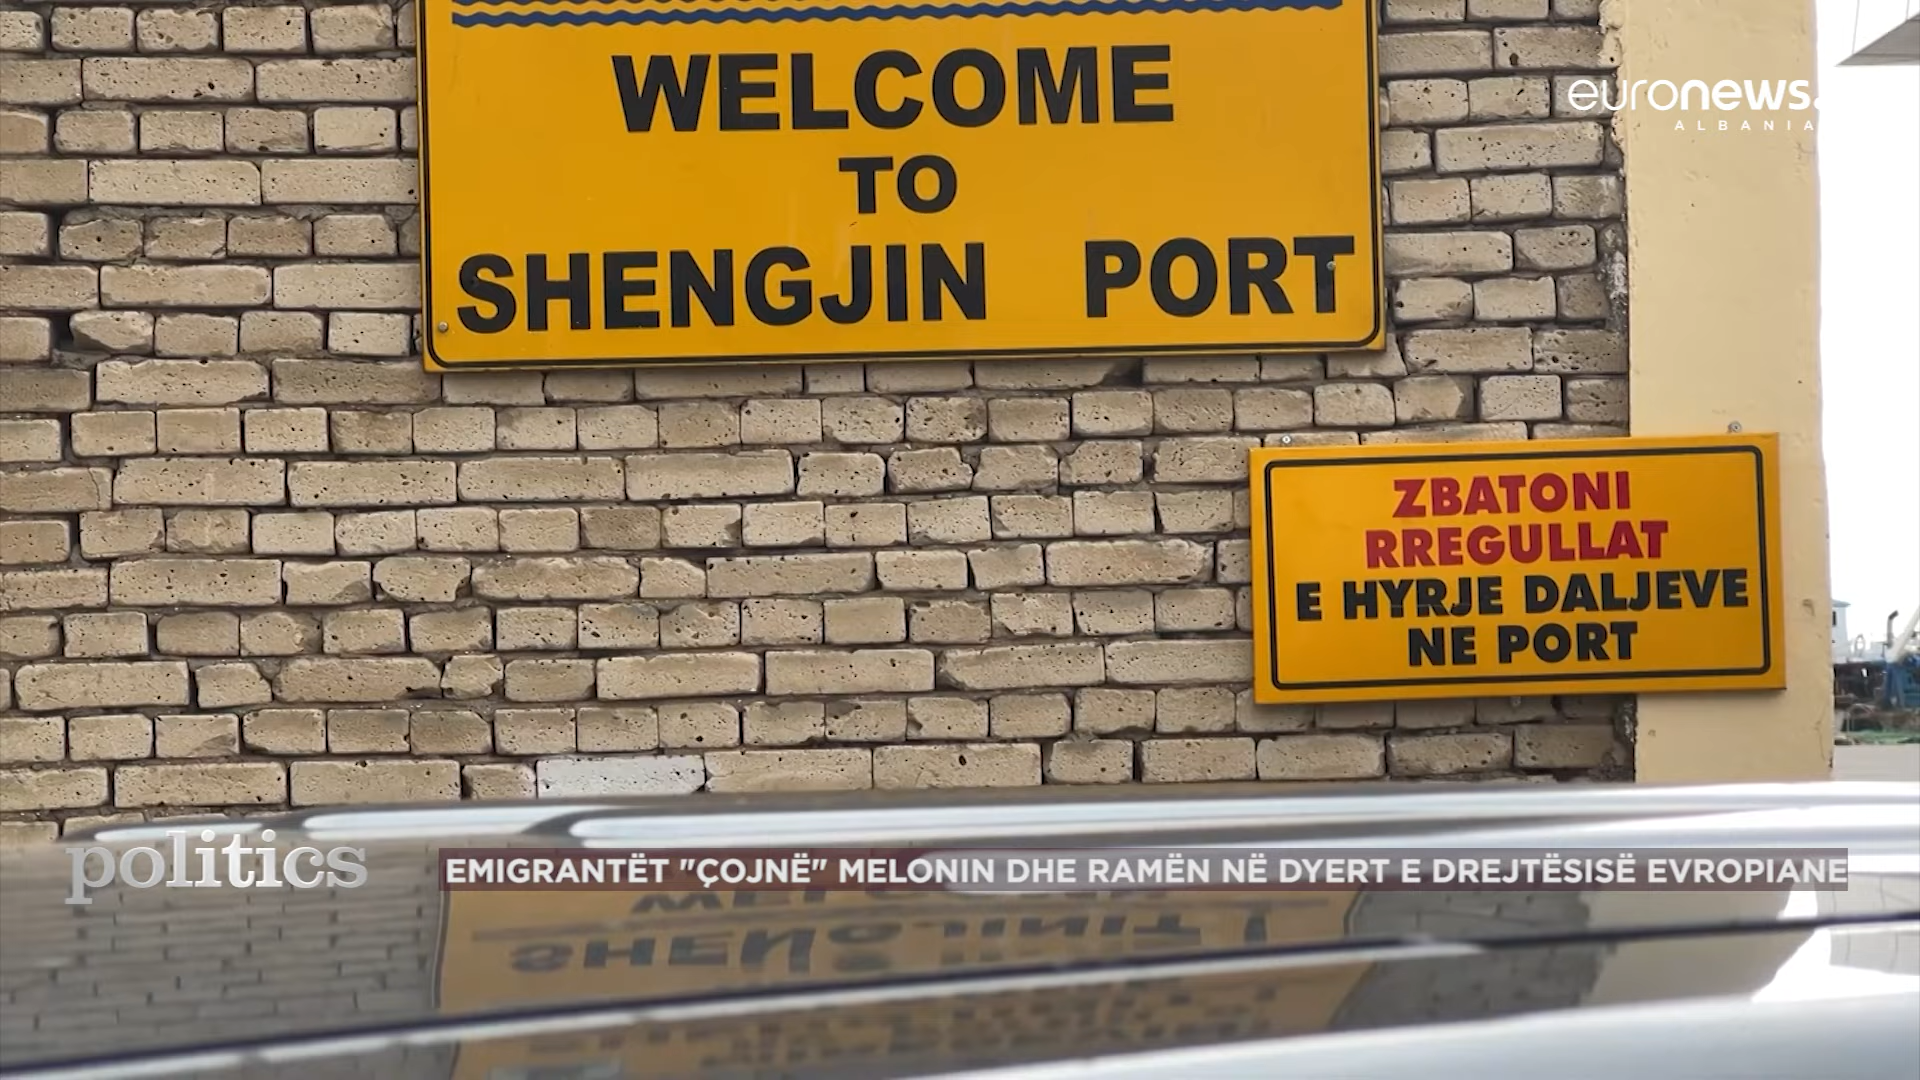 WELCOME
TO
SHENGJIN PORT
euronews.
ALBANIA
ZBATONI
RREGULLAT
E HYRJE DALJEVE
NE PORT
politics
EMIGRANTËT "ÇOJNË" MELONIN DHE RAMËN NË DYERT E DREJTËSISË EVROPIANE